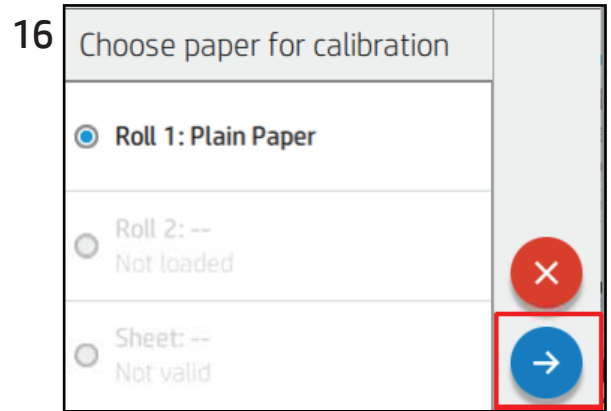 16
Choose paper for calibration
Roll 1: Plain Paper
Roll 2: --
Not loaded
Sheet: --
Not valid